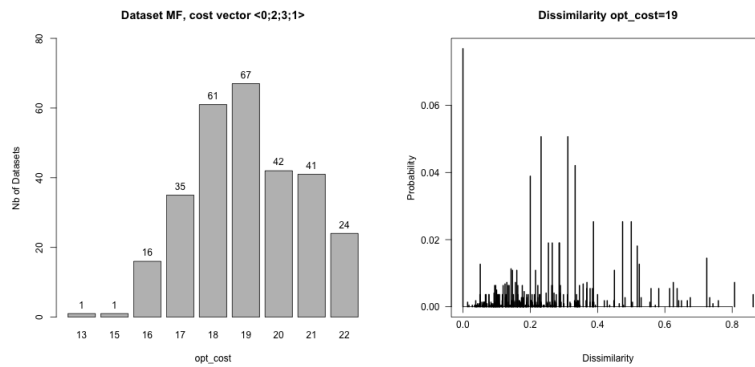 Dataset MF, cost vector <0;2;3;1>
Nb of Datasets
80
60
40
20
0
1
1
16
35
61
67
42
41
24
13 15 16 17 18 19 20 21 22
opt_cost
Dissimilarity opt_cost=19
Probability
0.06
0.04
0.02
0.00
0.0 0.2 0.4 0.6 0.8
Dissimilarity